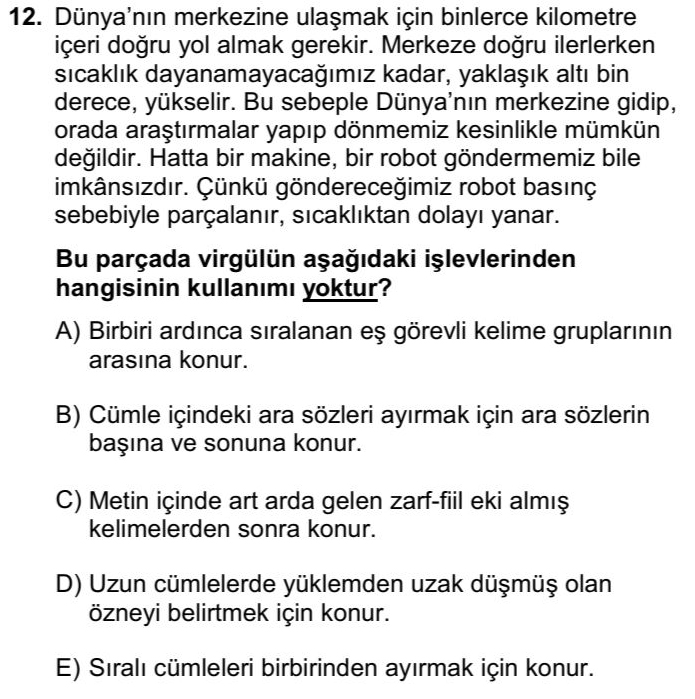 12. Dünya’nın merkezine ulaşmak için binlerce kilometre
içeri doğru yol almak gerekir. Merkeze doğru ilerlerken
sıcaklık dayanamayacağımız kadar, yaklaşık altı bin
derece, yükselir. Bu sebeple Dünya’nın merkezine gidip,
orada araştırmalar yapıp dönmemiz kesinlikle mümkün
değildir. Hatta bir makine, bir robot göndermemiz bile
imkânsızdır. Çünkü göndereceğimiz robot basınç
sebebiyle parçalanır, sıcaklıktan dolayı yanar.
Bu parçada virgülün aşağıdaki işlevlerinden
hangisinin kullanımı yoktur?
A) Birbiri ardınca sıralanan eş görevli kelime gruplarının
arasına konur.
B) Cümle içindeki ara sözleri ayırmak için ara sözlerin
başına ve sonuna konur.
C) Metin içinde art arda gelen zarf-fiil eki almış
kelimelerden sonra konur.
D) Uzun cümlelerde yüklemden uzak düşmüş olan
özneyi belirtmek için konur.
E) Sıralı cümleleri birbirinden ayırmak için konur.